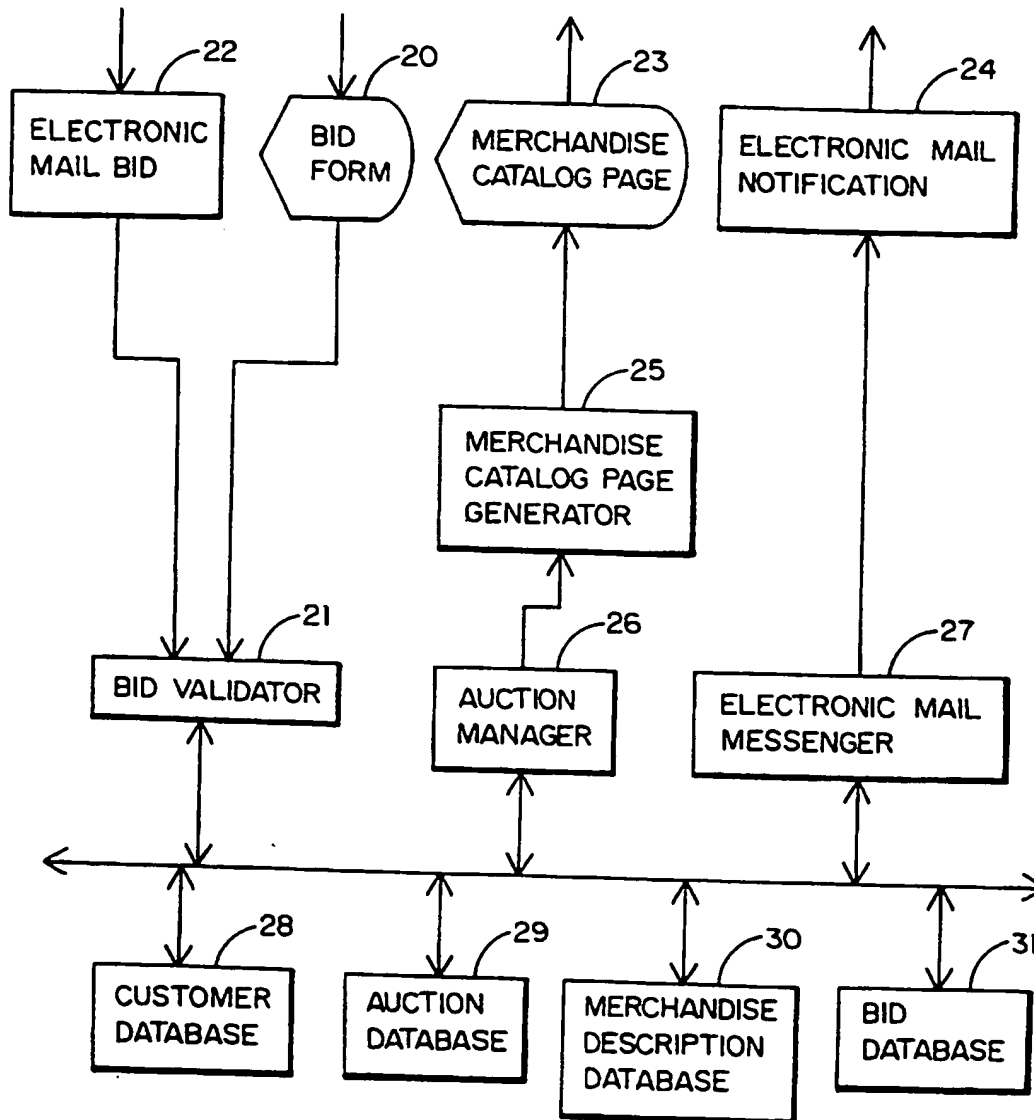 22
ELECTRONIC
MAIL BID
20
BID
FORM
23
MERCHANDISE
CATALOG PAGE
24
ELECTRONIC MAIL
NOTIFICATION
25
MERCHANDISE
CATALOG PAGE
GENERATOR
21
BID VALIDATOR
26
AUCTION
MANAGER
27
ELECTRONIC MAIL
MESSENGER
28
CUSTOMER
DATABASE
29
AUCTION
DATABASE
30
MERCHANDISE
DESCRIPTION
DATABASE
31
BID
DATABASE